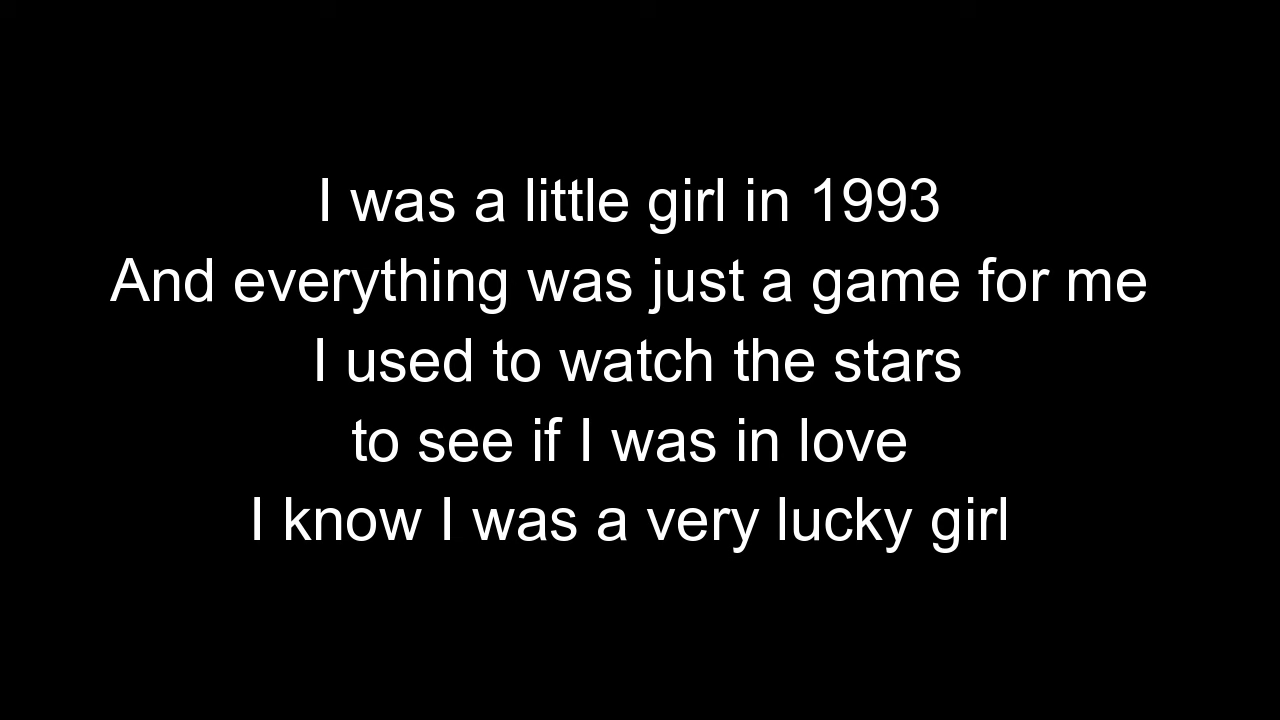 I was a little girl in 1993
And everything was just a game for me
I used to watch the stars
to see if I was in love
I know I was a very lucky girl